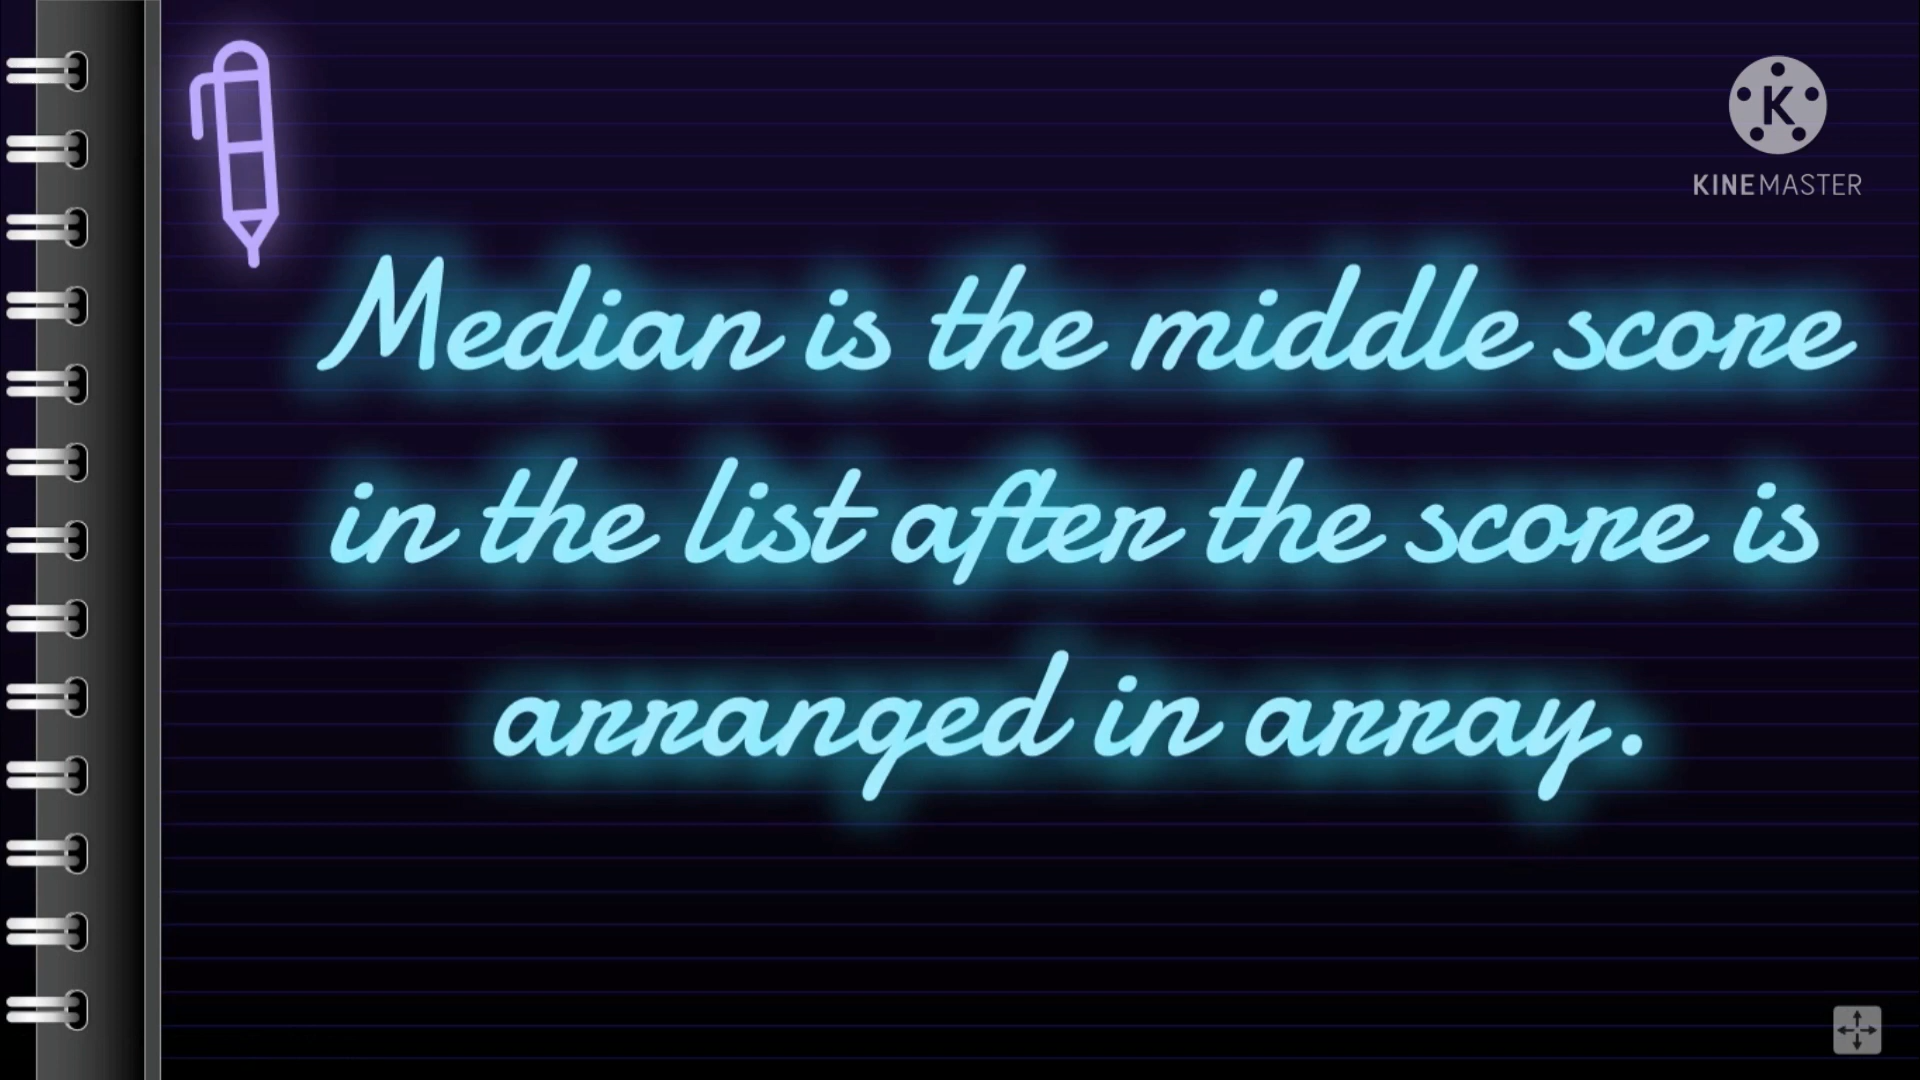 K
KINEMASTER
Median is the middle score
in the list after the score is
arranged in array.